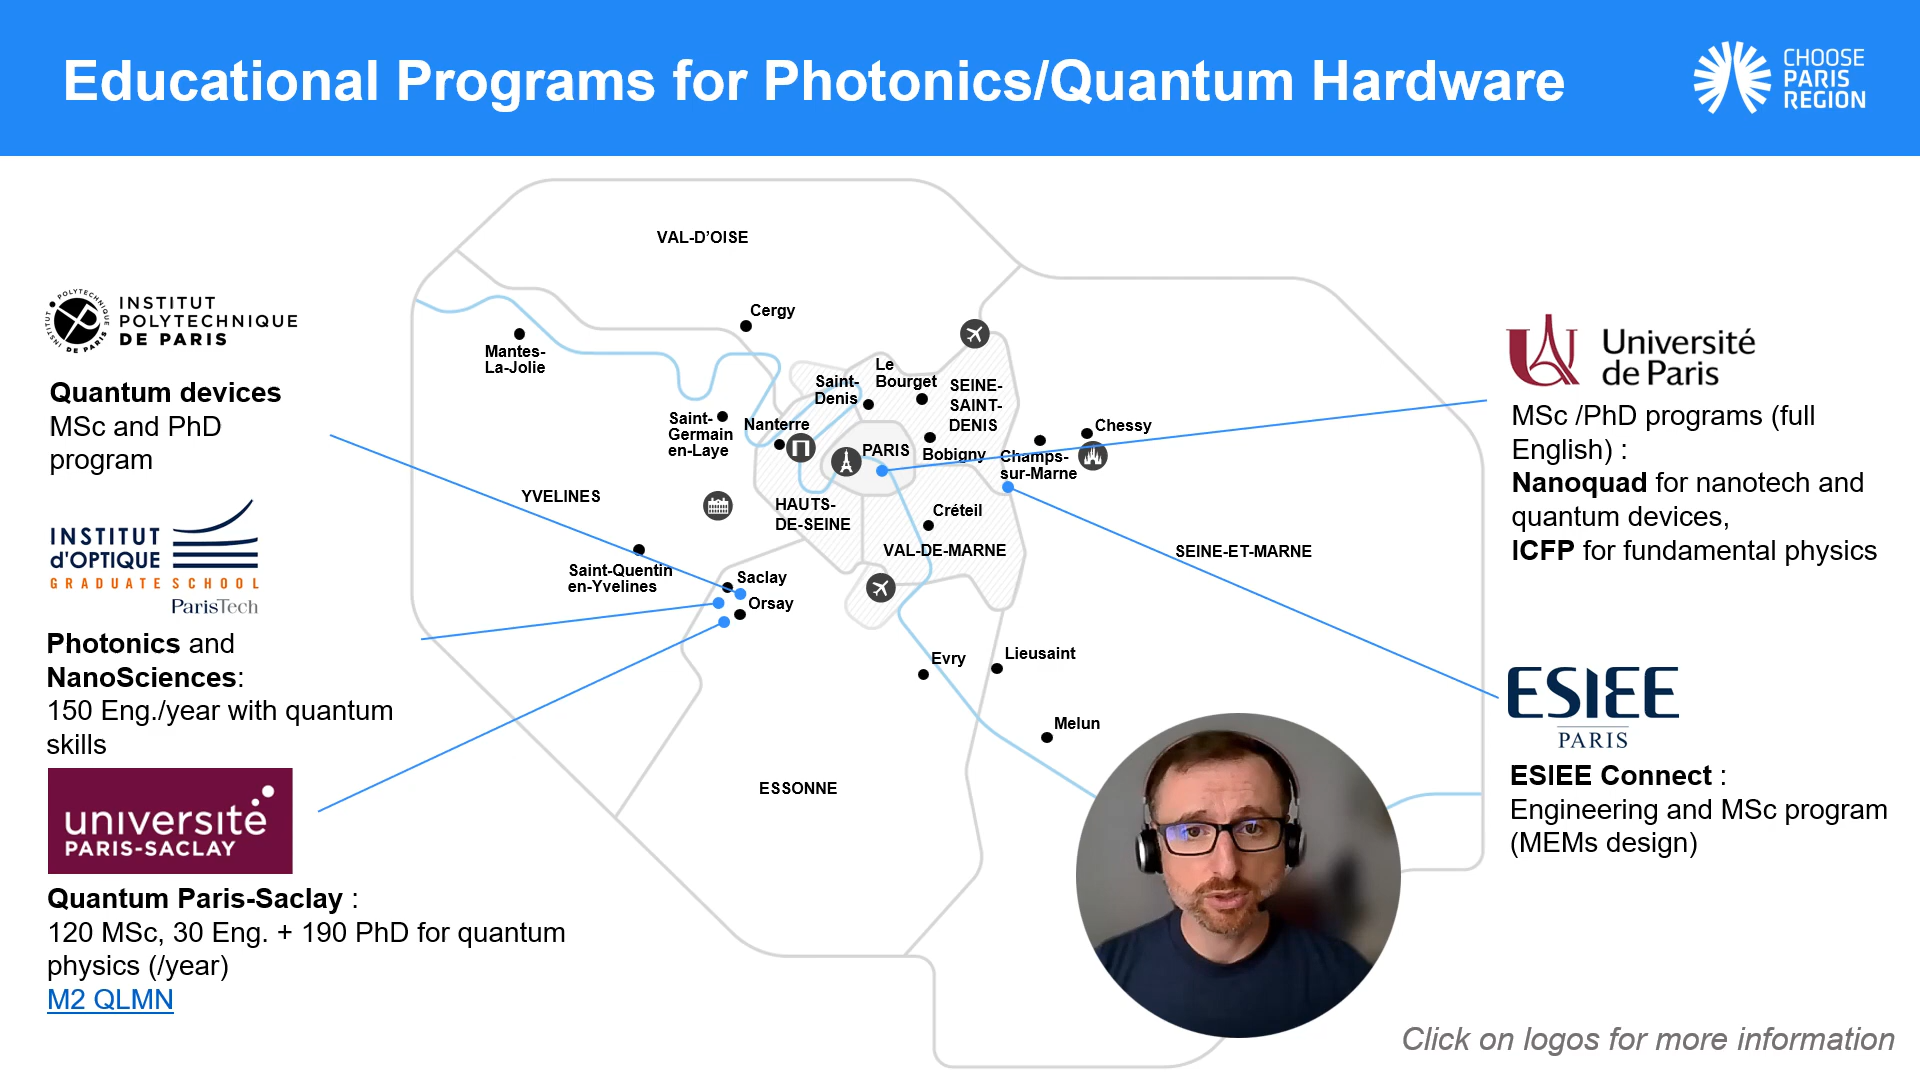 Educational Programs for Photonics/Quantum Hardware
CHOOSE
PARIS
REGION
INSTITUT
POLYTECHNIQUE
DE PARIS
Quantum devices
MSc and PhD
program
INSTITUT
d'OPTIQUE
GRADUATE SCHOOL
ParisTech
Photonics and
NanoSciences:
150 Eng./year with quantum
skills
université
PARIS-SACLAY
Quantum Paris-Saclay :
120 MSc, 30 Eng. + 190 PhD for quantum
physics (/year)
M2 QLMN
VAL-D’OISE
Cergy
Mantes-
La-Jolie
Le
Bourget
Saint-
Denis
SEINE-
SAINT-
DENIS
Saint-
Germain
en-Laye
Nanterre
PARIS
Bobigny
Chessy
Champs-
sur-Marne
YVELINES
HAUTS-
DE-SEINE
Créteil
VAL-DE-MARNE
SEINE-ET-MARNE
Saint-Quentin
en-Yvelines
Saclay
Orsay
Evry
Lieusaint
Melun
ESSONNE
Université
de Paris
MSc /PhD programs (full
English) :
Nanoquad for nanotech and
quantum devices,
ICFP for fundamental physics
ESIEE
PARIS
ESIEE Connect :
Engineering and MSc program
(MEMs design)
Click on logos for more information